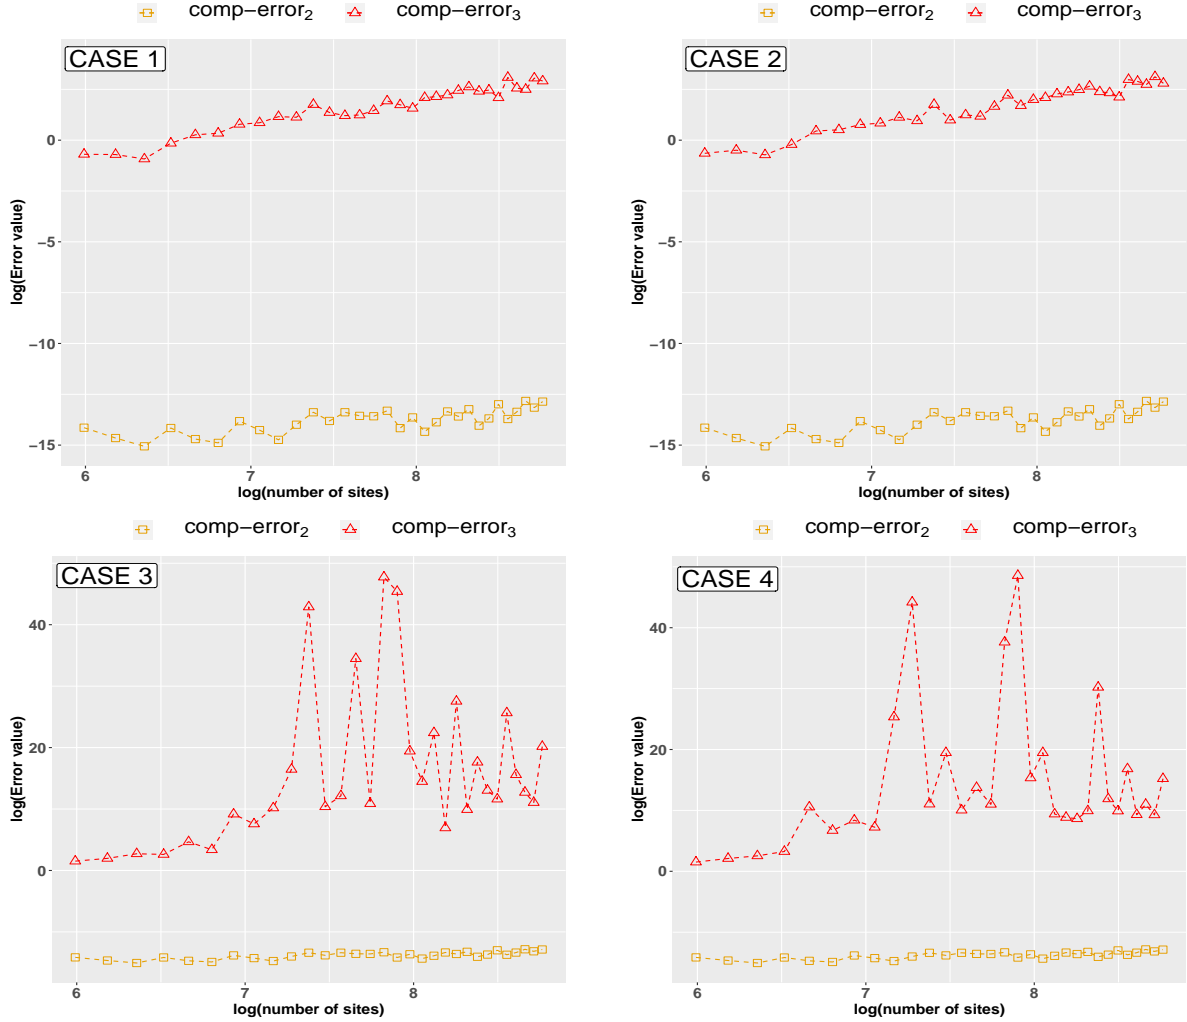 comp−error2 comp−error3
CASE 1
0
−5
−10
−15
log(Error value)
6 7 8
log(number of sites)
comp−error2 comp−error3
CASE 2
0
−5
−10
−15
log(Error value)
6 7 8
log(number of sites)
comp−error2 comp−error3
CASE 3
40
20
0
log(Error value)
6 7 8
log(number of sites)
comp−error2 comp−error3
CASE 4
40
20
0
log(Error value)
6 7 8
log(number of sites)